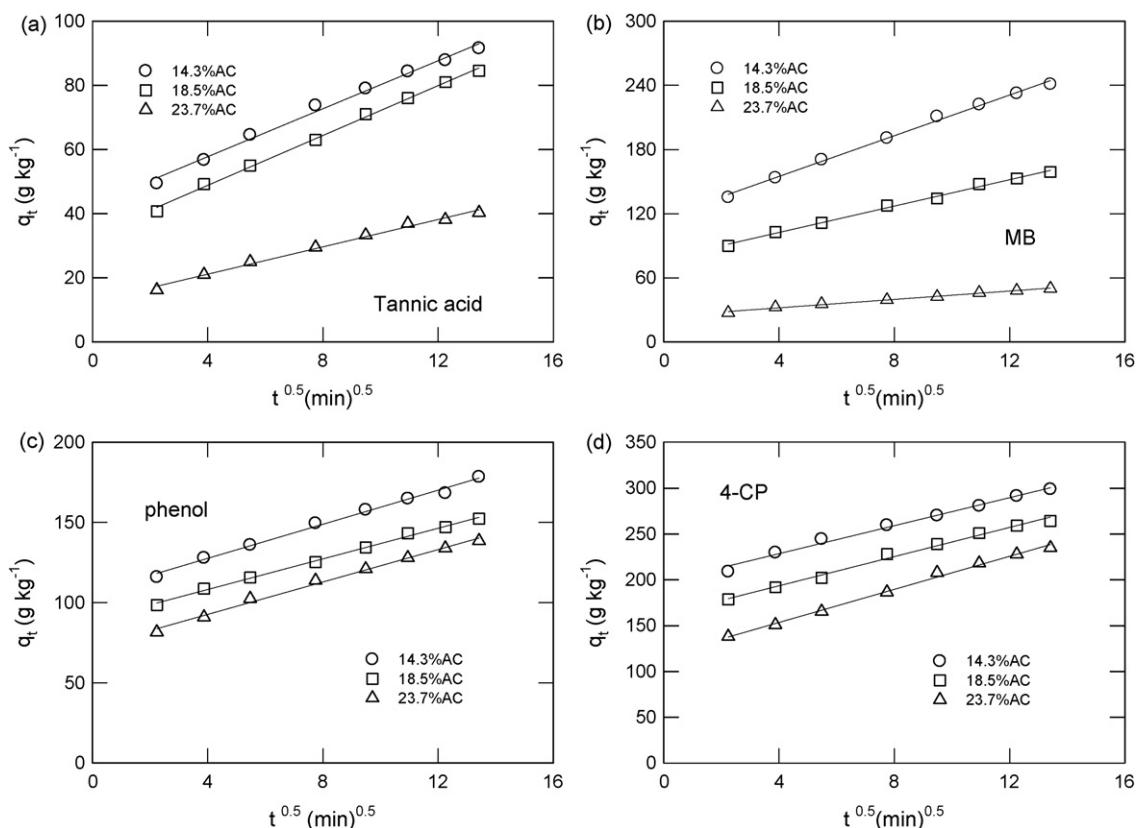 (a)
100
80
60
40
20
0
q_t (g kg⁻¹)
14.3%AC
18.5%AC
23.7%AC
Tannic acid
0 4 8 12 16
t^0.5(min)^0.5
(b)
300
240
180
120
60
0
q_t (g kg⁻¹)
14.3%AC
18.5%AC
23.7%AC
MB
0 4 8 12 16
t^0.5(min)^0.5
(c)
200
150
100
50
0
q_t (g kg⁻¹)
phenol
14.3%AC
18.5%AC
23.7%AC
0 4 8 12 16
t^0.5(min)^0.5
(d)
350
300
250
200
150
100
50
0
q_t (g kg⁻¹)
4-CP
14.3%AC
18.5%AC
23.7%AC
0 4 8 12 16
t^0.5(min)^0.5